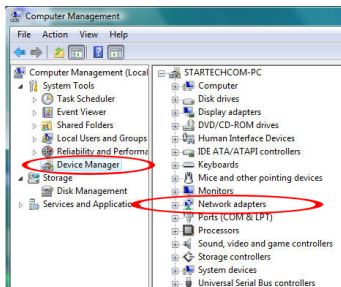 Computer Management
File Action View Help
Computer Management (Local
System Tools
Task Scheduler
Event Viewer
Shared Folders
Local Users and Groups
Reliability and Performa
Device Manager
Storage
Disk Management
Services and Application
STARTECHCOM-PC
Computer
Disk drives
Display adapters
DVD/CD-ROM drives
Human Interface Devices
IDE ATA/ATAPI controllers
Keyboards
Mice and other pointing devices
Monitors
Network adapters
Ports (COM & LPT)
Processors
Sound, video and game controllers
Storage controllers
System devices
Universal Serial Bus controllers